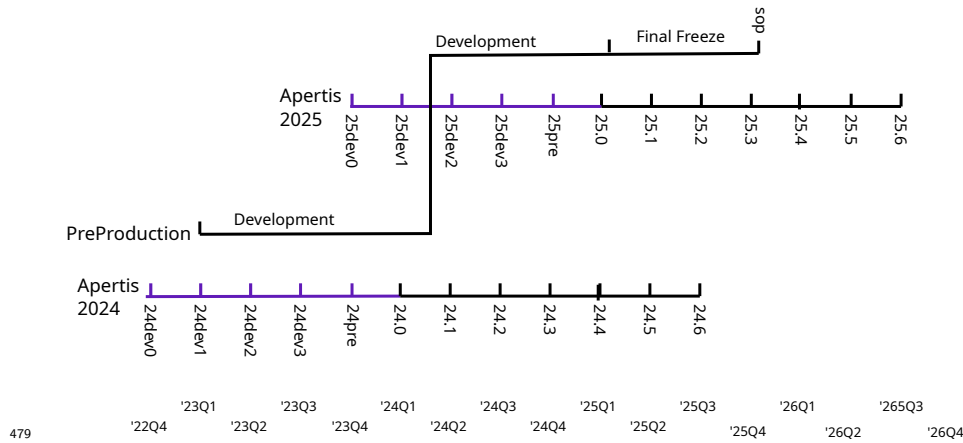 sop
Development
Final Freeze
Apertis
2025
25dev0
25dev1
25dev2
25dev3
25pre
25.0
25.1
25.2
25.3
25.4
25.5
25.6
PreProduction
Development
Apertis
2024
24dev0
24dev1
24dev2
24dev3
24pre
24.0
24.1
24.2
24.3
24.4
24.5
24.6
'23Q1
'23Q3
'24Q1
'24Q3
'25Q1
'25Q3
'26Q1
'265Q3
'22Q4
'23Q2
'23Q4
'24Q2
'24Q4
'25Q2
'25Q4
'26Q2
'26Q4
479